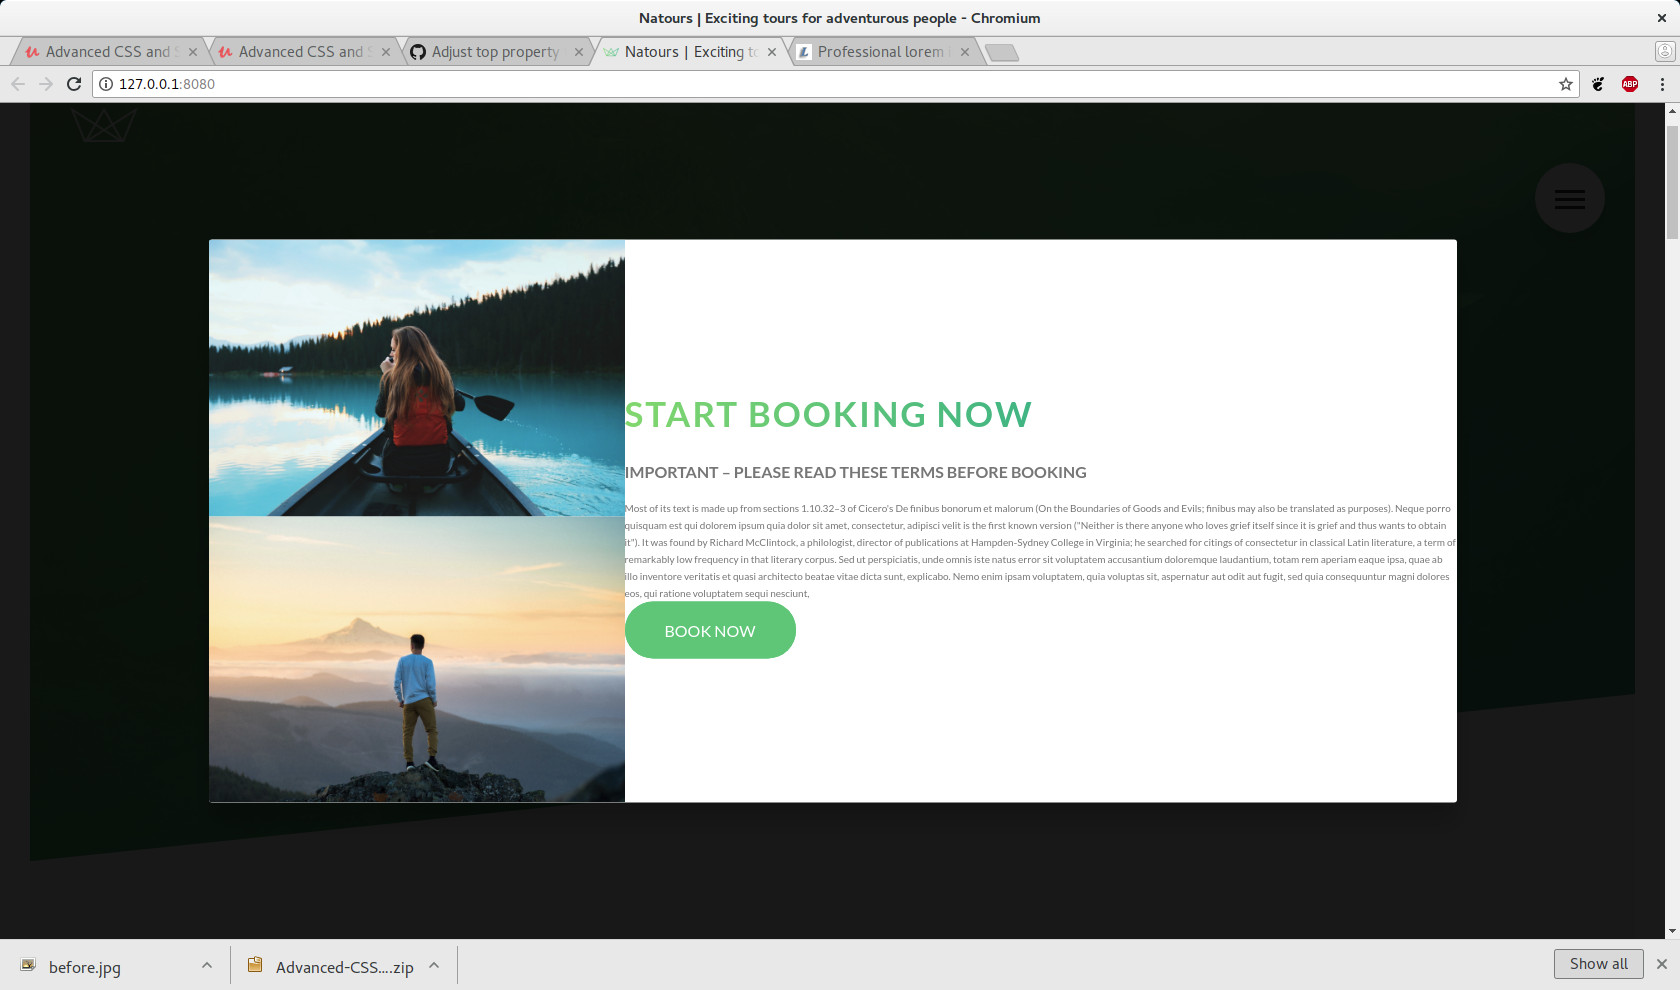 Natours | Exciting tours for adventurous people - Chromium
Advanced CSS and
Advanced CSS and
Adjust top property
Natours | Exciting to
Professional lorem
127.0.0.1:8080
ABP
START BOOKING NOW
IMPORTANT – PLEASE READ THESE TERMS BEFORE BOOKING
Most of its text is made up from sections 1.10.32–3 of Cicero's De finibus bonorum et malorum (On the Boundaries of Goods and Evils; finibus may also be translated as purposes). Neque porro
quisquam est qui dolorem ipsum quia dolor sit amet, consectetur, adipisci velit is the first known version ("Neither is there anyone who loves grief itself since it is grief and thus wants to obtain
it"). It was found by Richard McClintock, a philologist, director of publications at Hampden-Sydney College in Virginia; he searched for citings of consectetur in classical Latin literature, a term of
remarkably low frequency in that literary corpus. Sed ut perspiciatis, unde omnis iste natus error sit voluptatem accusantium doloremque laudantium, totam rem aperiam eaque ipsa, quae ab
illo inventore veritatis et quasi architecto beatae vitae dicta sunt, explicabo. Nemo enim ipsam voluptatem, quia voluptas sit, aspernatur aut odit aut fugit, sed quia consequuntur magni dolores
eos, qui ratione voluptatem sequi nesciunt,
BOOK NOW
before.jpg
Advanced-CSS....zip
Show all